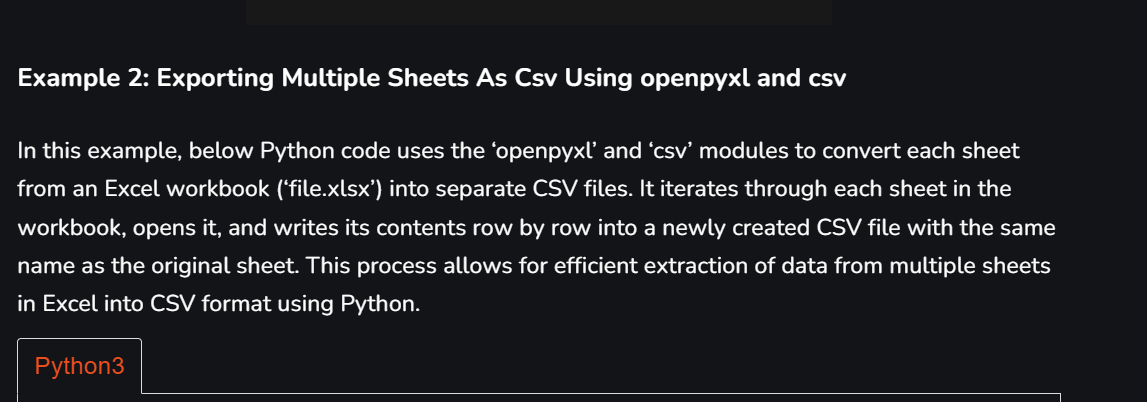 Example 2: Exporting Multiple Sheets As Csv Using openpyxl and csv
In this example, below Python code uses the ‘openpyxl’ and ‘csv’ modules to convert each sheet
from an Excel workbook (‘file.xlsx’) into separate CSV files. It iterates through each sheet in the
workbook, opens it, and writes its contents row by row into a newly created CSV file with the same
name as the original sheet. This process allows for efficient extraction of data from multiple sheets
in Excel into CSV format using Python.
Python3